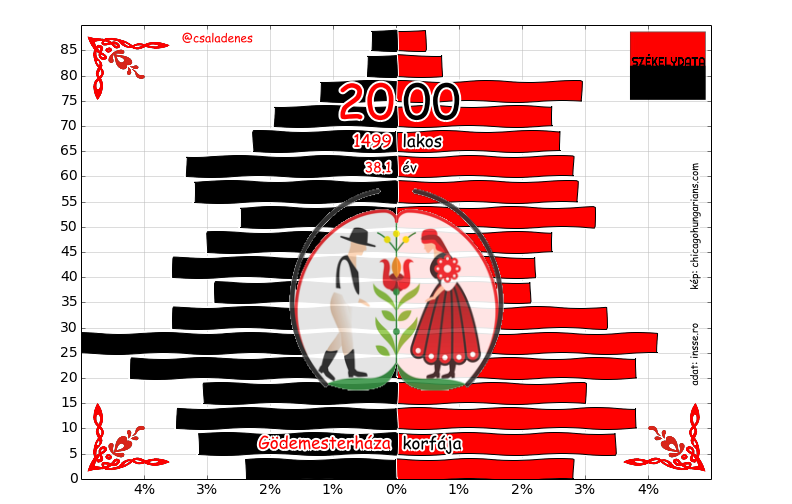 @csaladenes
SZÉKELYDATA
2000
1499 lakos
38.1 év
Gödemesterháza korfája
kép: chicagohungarians.com
adat: insse.ro
85
80
75
70
65
60
55
50
45
40
35
30
25
20
15
10
5
0
4% 3% 2% 1% 0% 1% 2% 3% 4%